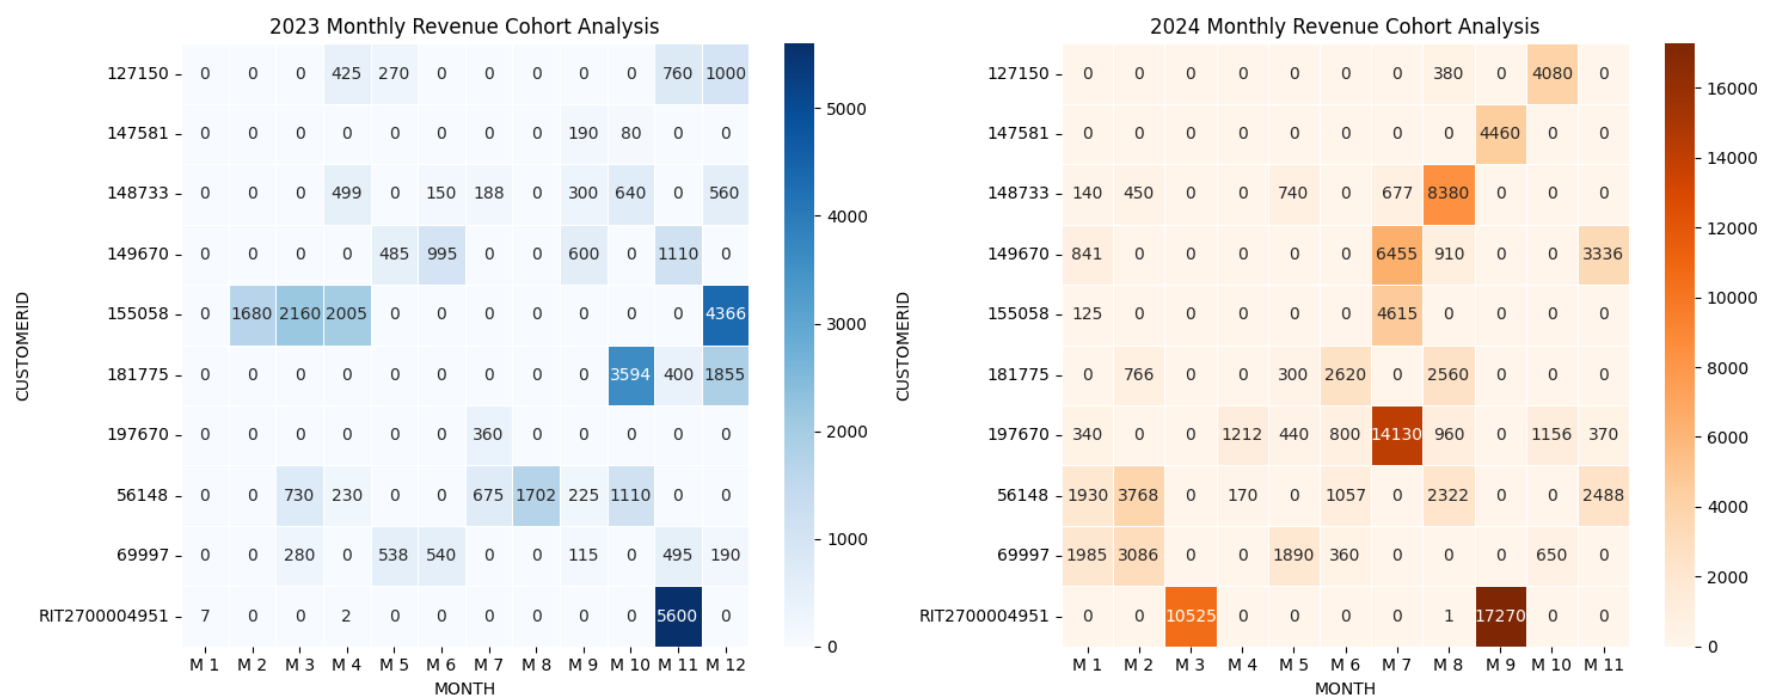 2023 Monthly Revenue Cohort Analysis
127150 0 0 0 425 270 0 0 0 0 0 760 1000
147581 0 0 0 0 0 0 0 0 190 80 0 0
148733 0 0 0 499 0 150 188 0 300 640 0 560
149670 0 0 0 0 485 995 0 0 600 0 1110 0
155058 0 1680 2160 2005 0 0 0 0 0 0 0 4366
181775 0 0 0 0 0 0 0 0 0 3594 400 1855
197670 0 0 0 0 0 0 360 0 0 0 0 0
56148 0 0 730 230 0 0 675 1702 225 1110 0 0
69997 0 0 280 0 538 540 0 0 115 0 495 190
RIT2700004951 7 0 0 2 0 0 0 0 0 0 5600 0
M 1 M 2 M 3 M 4 M 5 M 6 M 7 M 8 M 9 M 10 M 11 M 12
MONTH
CUSTOMERID
5000
4000
3000
2000
1000
0
2024 Monthly Revenue Cohort Analysis
127150 0 0 0 0 0 0 0 380 0 4080 0
147581 0 0 0 0 0 0 0 0 4460 0 0
148733 140 450 0 0 740 0 677 8380 0 0 0
149670 841 0 0 0 0 0 6455 910 0 0 3336
155058 125 0 0 0 0 0 4615 0 0 0 0
181775 0 766 0 0 300 2620 0 2560 0 0 0
197670 340 0 0 1212 440 800 14130 960 0 1156 370
56148 1930 3768 0 170 0 1057 0 2322 0 0 2488
69997 1985 3086 0 0 1890 360 0 0 0 650 0
RIT2700004951 0 0 10525 0 0 0 0 1 17270 0 0
M 1 M 2 M 3 M 4 M 5 M 6 M 7 M 8 M 9 M 10 M 11
MONTH
CUSTOMERID
16000
14000
12000
10000
8000
6000
4000
2000
0